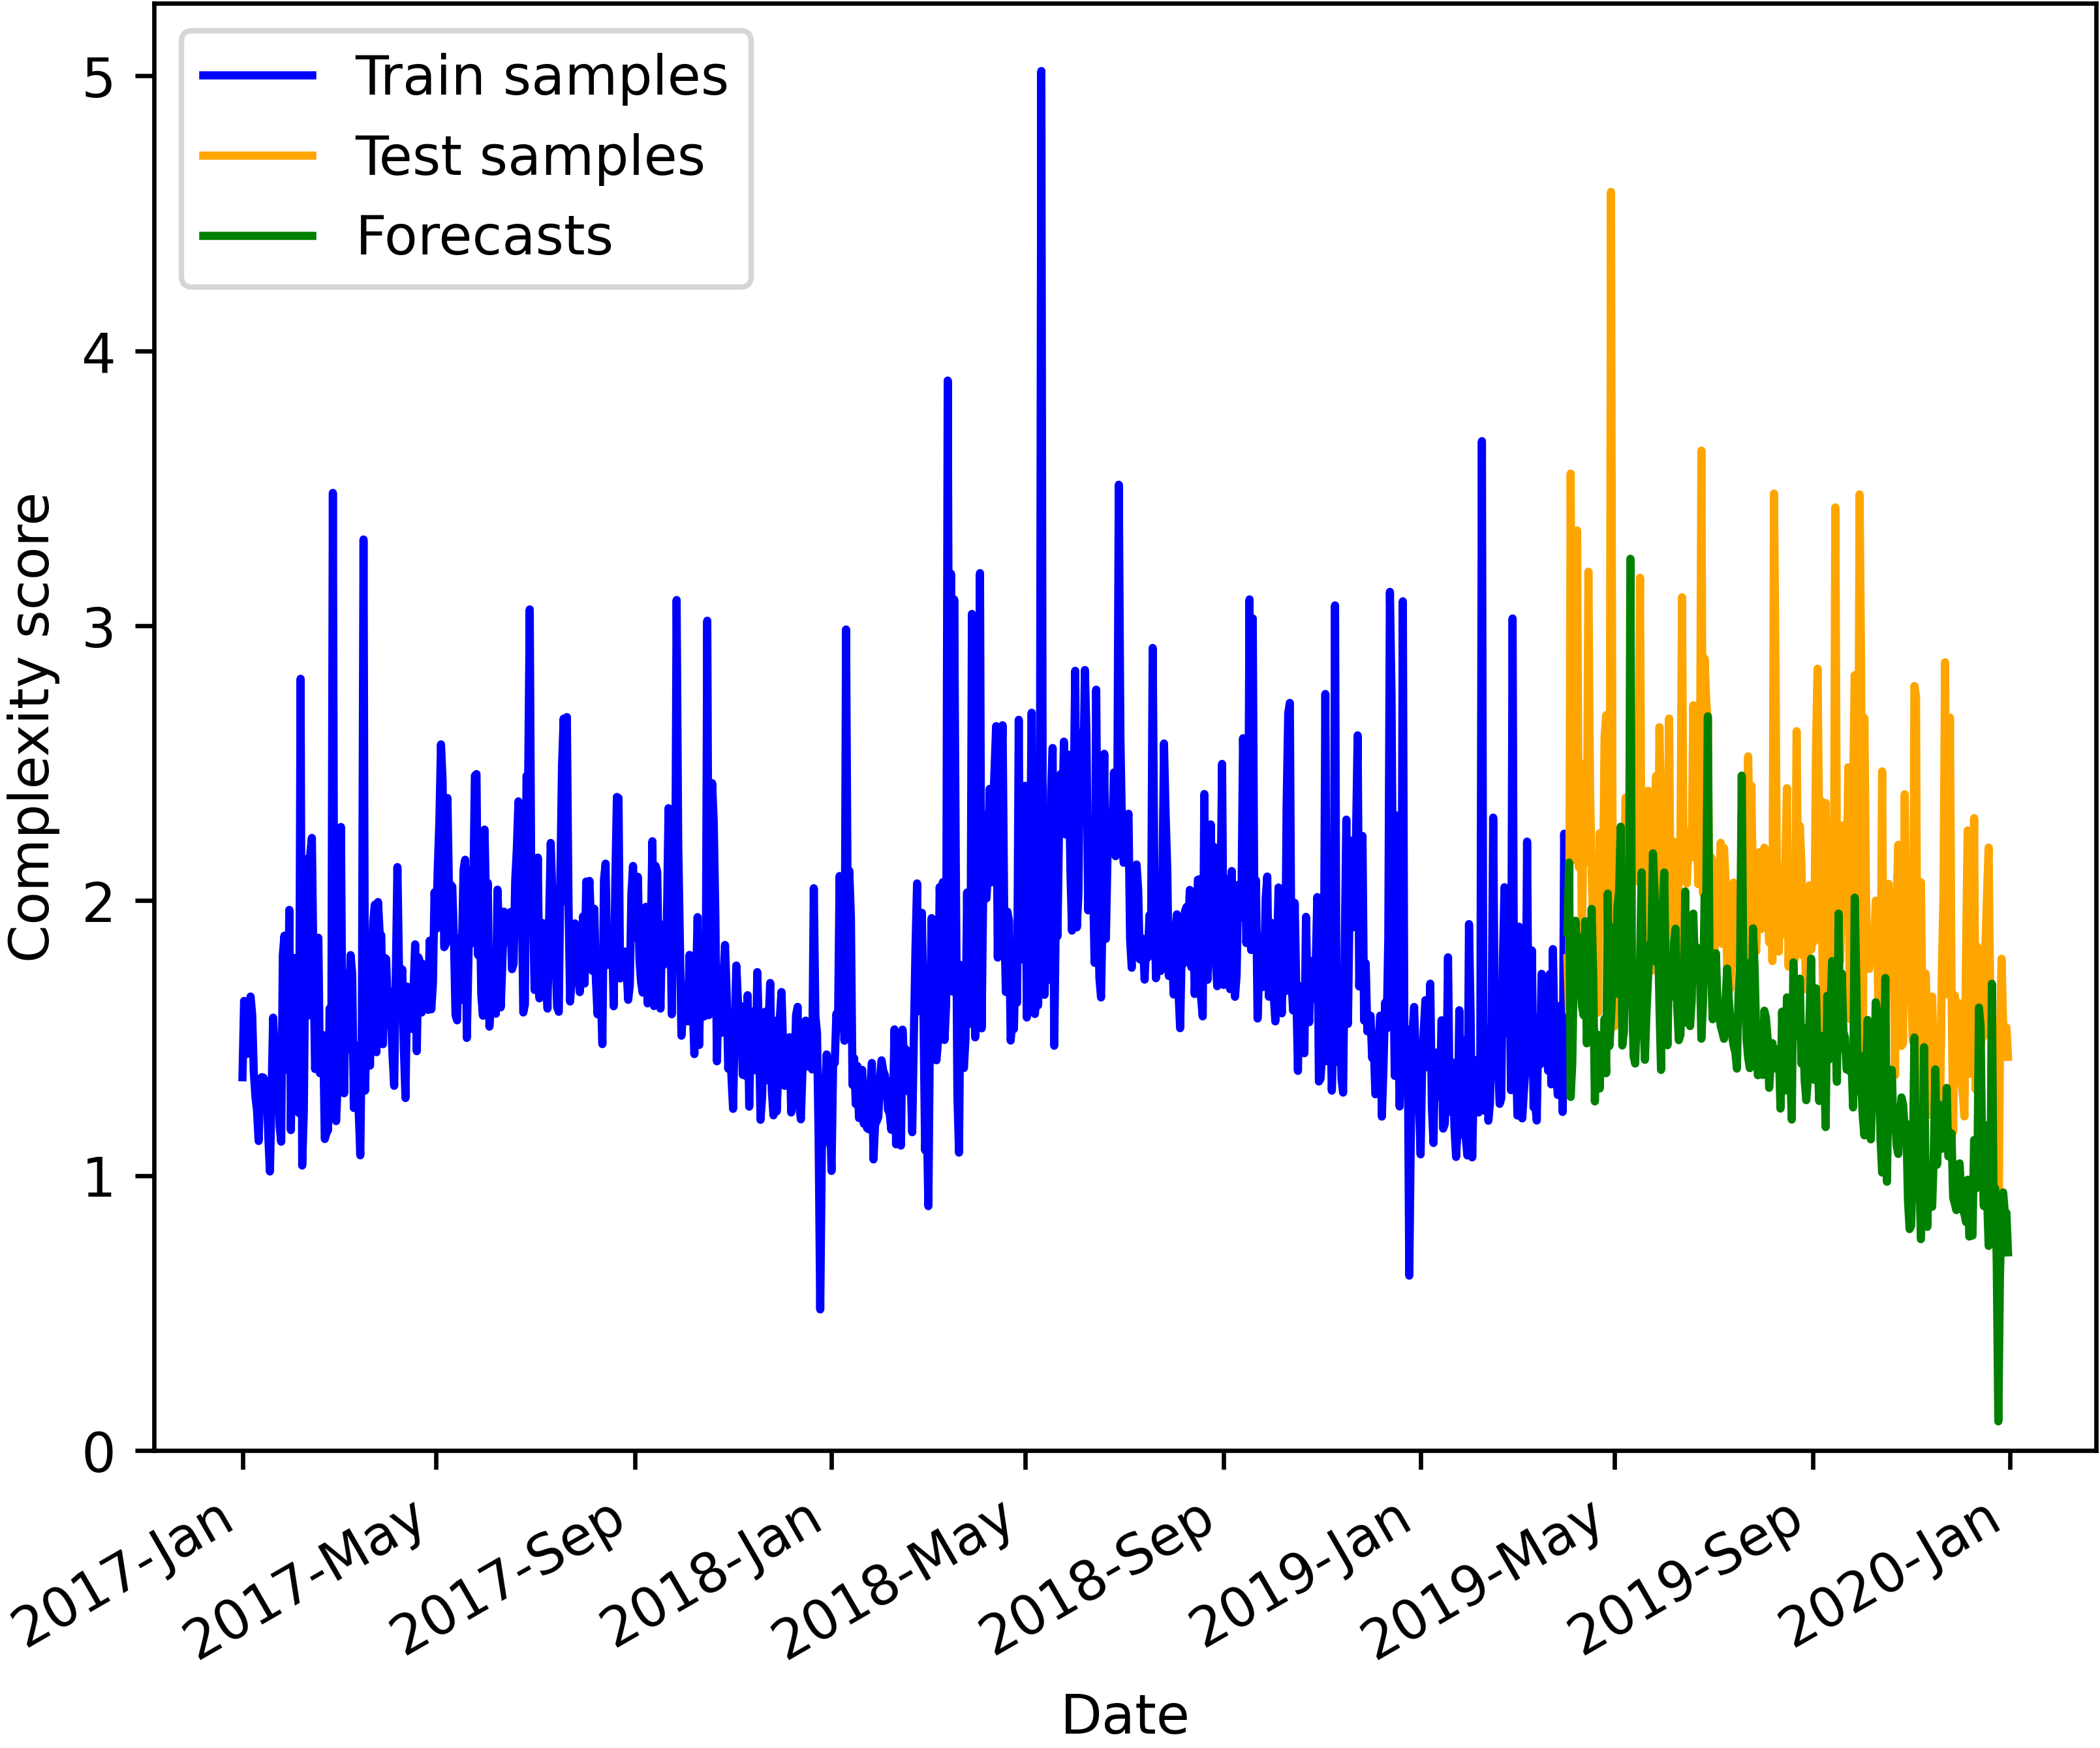 Train samples
Test samples
Forecasts
Complexity score
5
4
3
2
1
0
2017-Jan
2017-May
2017-Sep
2018-Jan
2018-May
2018-Sep
2019-Jan
2019-May
2019-Sep
2020-Jan
Date